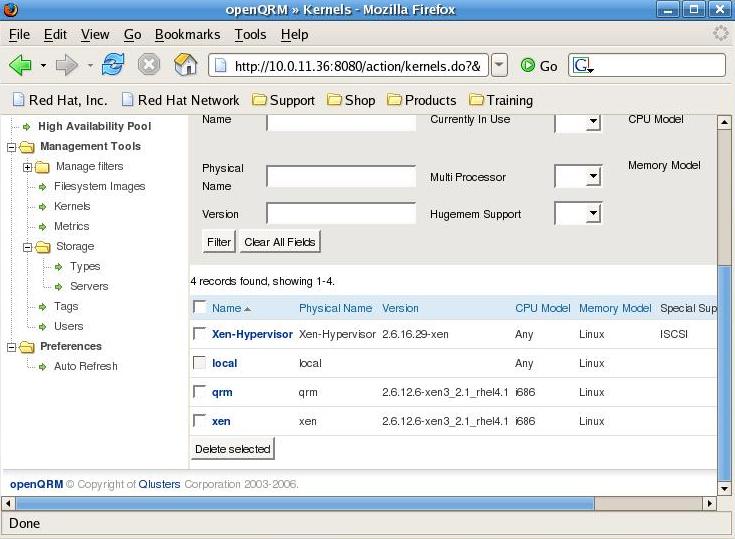 openQRM » Kernels - Mozilla Firefox
File Edit View Go Bookmarks Tools Help
http://10.0.11.36:8080/action/kernels.do?& Go G
Red Hat, Inc. Red Hat Network Support Shop Products Training
High Availability Pool
Management Tools
Manage filters
Filesystem Images
Kernels
Metrics
Storage
Types
Servers
Tags
Users
Preferences
Auto Refresh
Name Currently In Use CPU Model
Physical Name Multi Processor Memory Model
Version Hugemem Support
Filter Clear All Fields
4 records found, showing 1-4.
Name Physical Name Version CPU Model Memory Model Special Sup
Xen-Hypervisor Xen-Hypervisor 2.6.16.29-xen Any Linux ISCSI
local local Any Linux
qrm qrm 2.6.12.6-xen3_2.1_rhel4.1 i686 Linux
xen xen 2.6.12.6-xen3_2.1_rhel4.1 i686 Linux
Delete selected
openQRM © Copyright of Qlusters Corporation 2003-2006.
Done